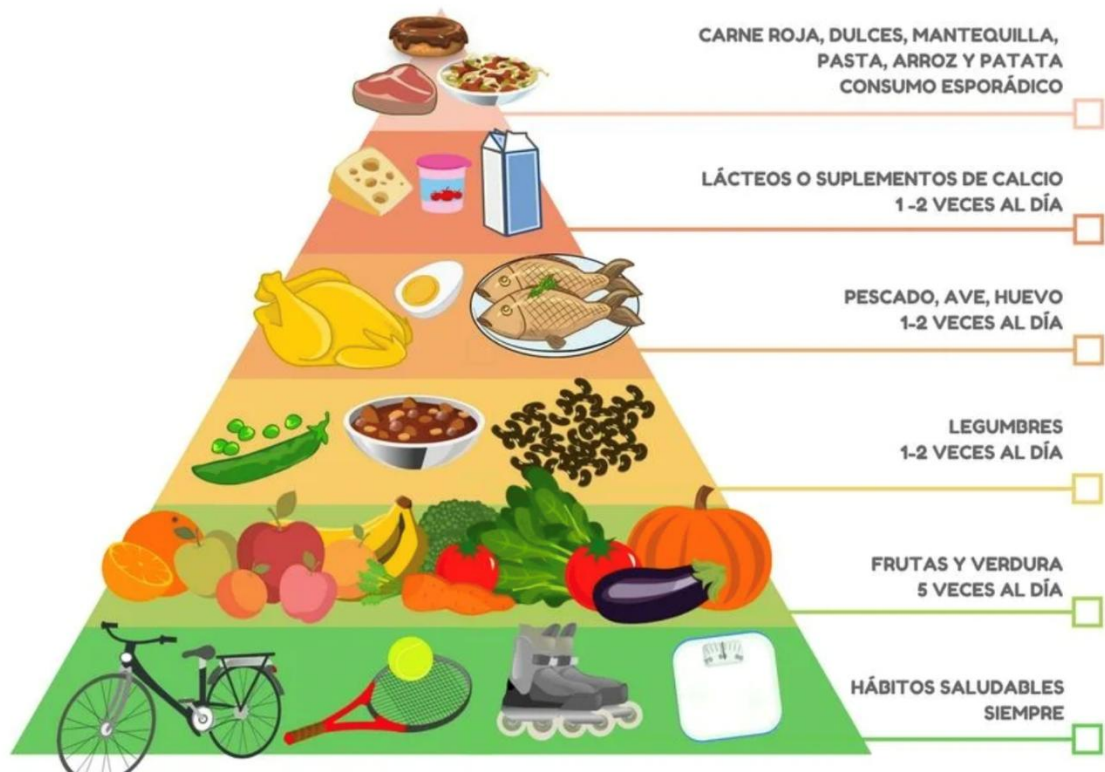 CARNE ROJA, DULCES, MANTEQUILLA,
PASTA, ARROZ Y PATATA
CONSUMO ESPORÁDICO
LÁCTEOS O SUPLEMENTOS DE CALCIO
1 -2 VECES AL DÍA
PESCADO, AVE, HUEVO
1-2 VECES AL DÍA
LEGUMBRES
1-2 VECES AL DÍA
FRUTAS Y VERDURA
5 VECES AL DÍA
HÁBITOS SALUDABLES
SIEMPRE